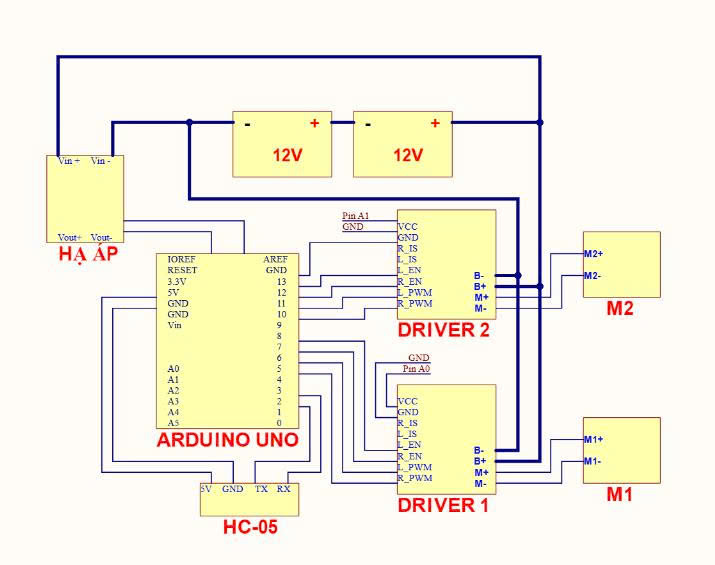 - + - +
12V 12V
Vin + Vin -
Vout+ Vout-
HẠ ÁP
Pin A1
GND
VCC
GND
R_IS
L_IS
L_EN
R_EN
L_PWM
R_PWM
B-
B+
M+
M-
DRIVER 2
M2+
M2-
M2
IOREF AREF
RESET GND
3.3V 13
5V 12
GND 11
GND 10
Vin 9
8
7
6
A0 5
A1 4
A2 3
A3 2
A4 1
A5 0
ARDUINO UNO
GND
Pin A0
VCC
GND
R_IS
L_IS
L_EN
R_EN
L_PWM
R_PWM
B-
B+
M+
M-
DRIVER 1
M1+
M1-
M1
5V GND TX RX
HC-05